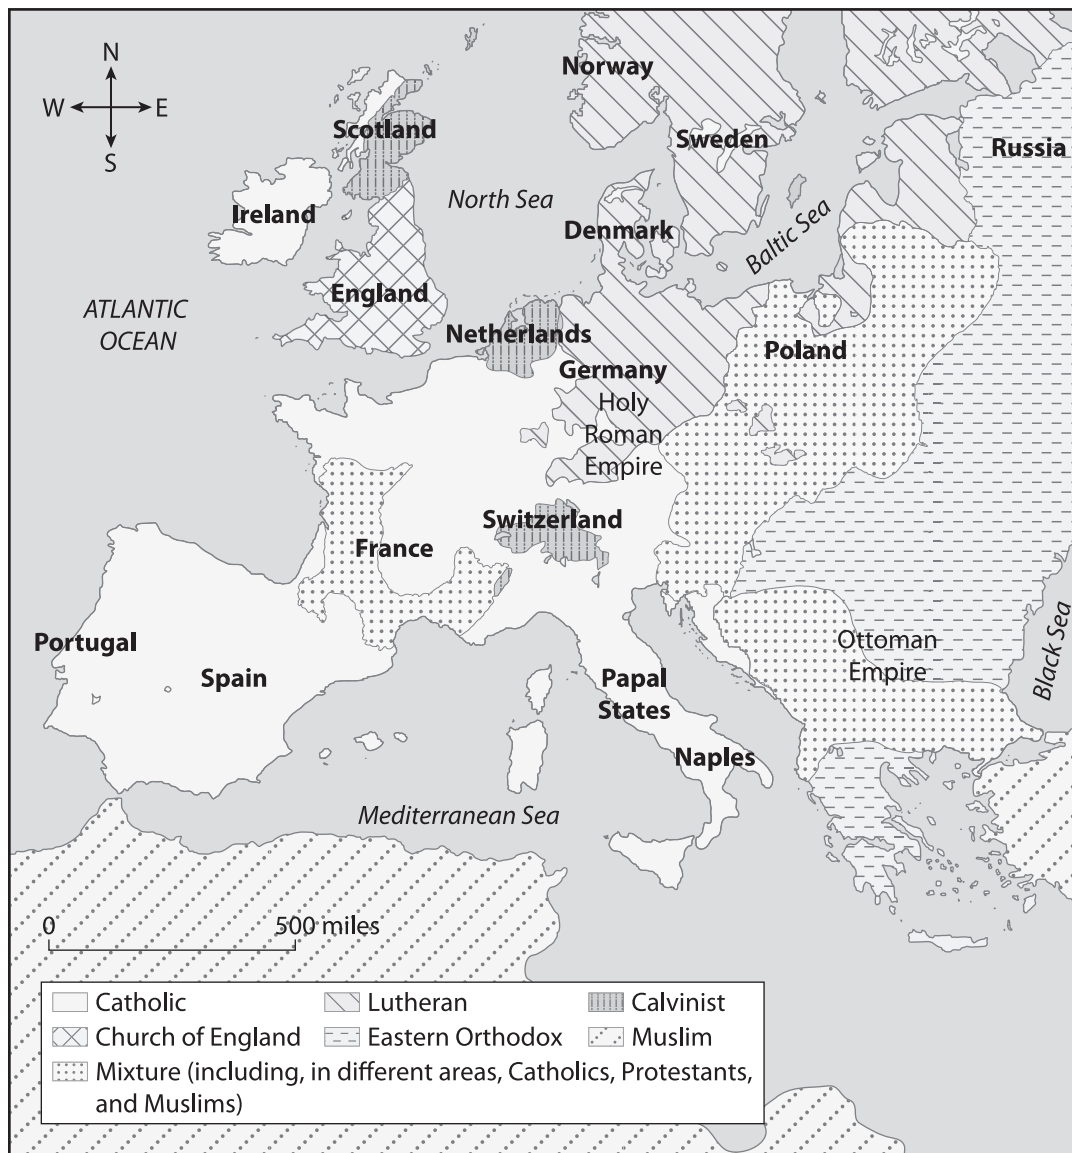 N
W E
S
Norway
Scotland
Sweden
Russia
North Sea
Ireland
Denmark
Baltic Sea
England
ATLANTIC
OCEAN
Netherlands
Poland
Germany
Holy
Roman
Empire
Switzerland
France
Portugal
Spain
Ottoman
Empire
Black Sea
Papal
States
Naples
Mediterranean Sea
0 500 miles
Catholic Lutheran Calvinist
Church of England Eastern Orthodox Muslim
Mixture (including, in different areas, Catholics, Protestants,
and Muslims)